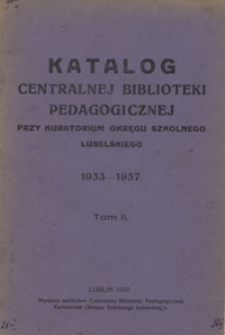 KATALOG
CENTRALNEJ BIBLIOTEKI
PEDAGOGICZNEJ
PRZY KURATORIUM OKRĘGU SZKOLNEGO
LUBELSKIEGO
1933—1937.
Tom II.
LUBLIN 1937.
Wydano nakładem Centralnej Biblioteki Pedagogicznej
Kuratorium Okręgu Szkolnego Lubelskiego.